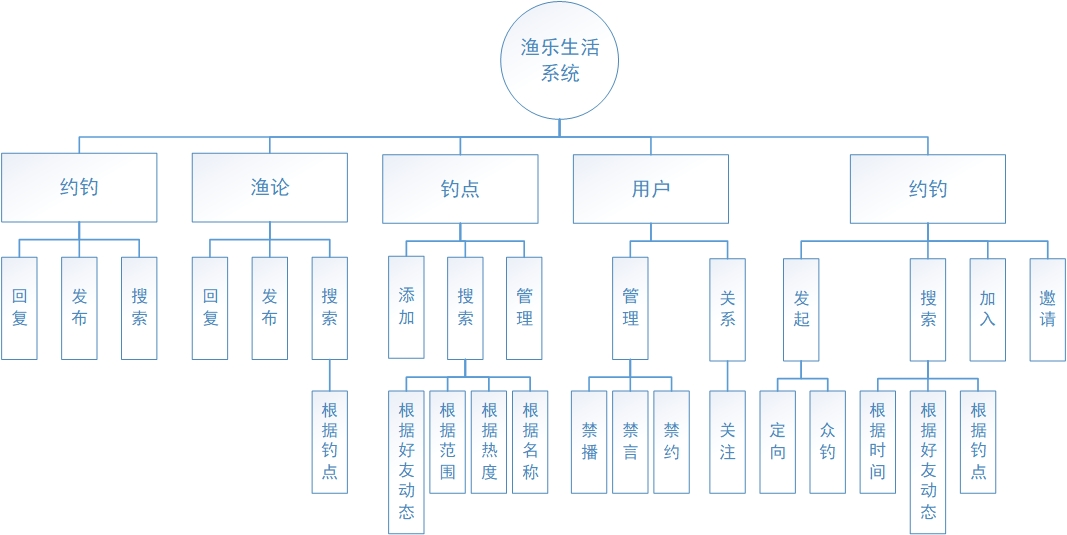 渔乐生活
系统
约钓
渔论
钓点
用户
约钓
回复
发布
搜索
回复
发布
搜索
添加
搜索
管理
管理
关系
发起
搜索
加入
邀请
根据钓点
根据好友动态
根据范围
根据热度
根据名称
禁播
禁言
禁约
关注
定向
众钓
根据时间
根据好友动态
根据钓点